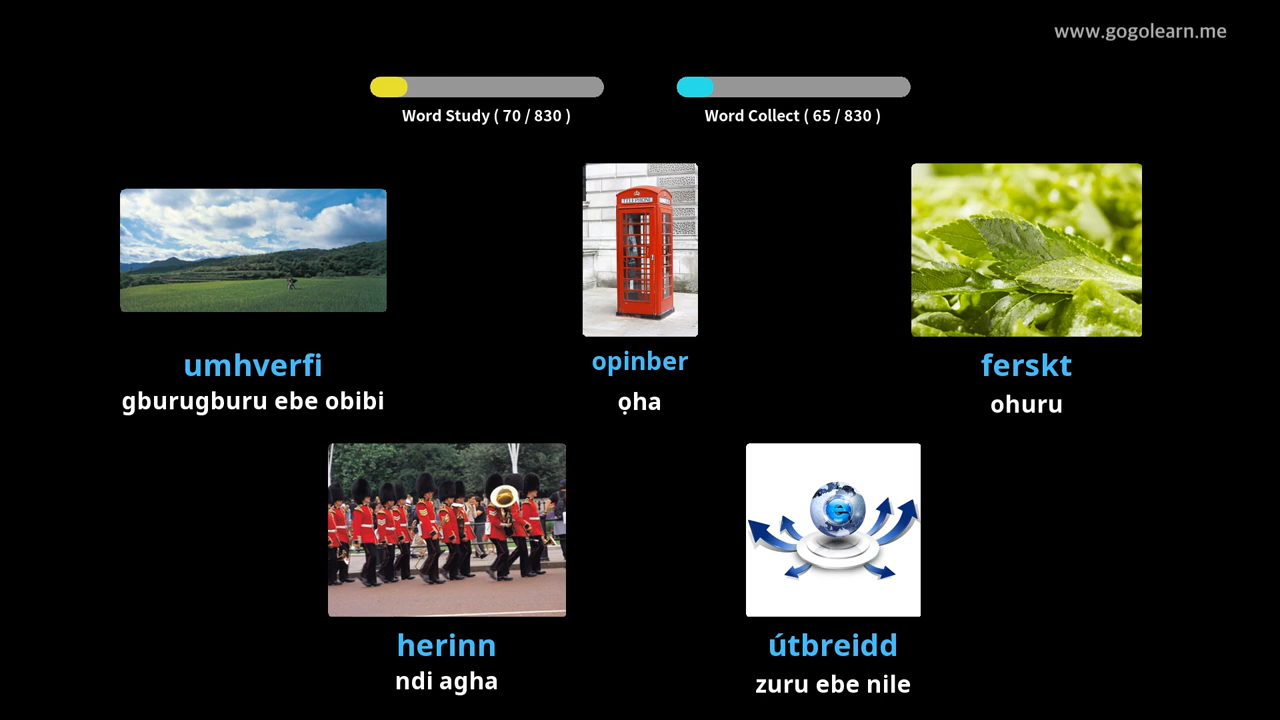 www.gogolearn.me
Word Study ( 70 / 830 )
Word Collect ( 65 / 830 )
TELEPHONE
umhverfi
gburugburu ebe obibi
opinber
ọha
ferskt
ohuru
e
herinn
ndi agha
útbreidd
zuru ebe nile